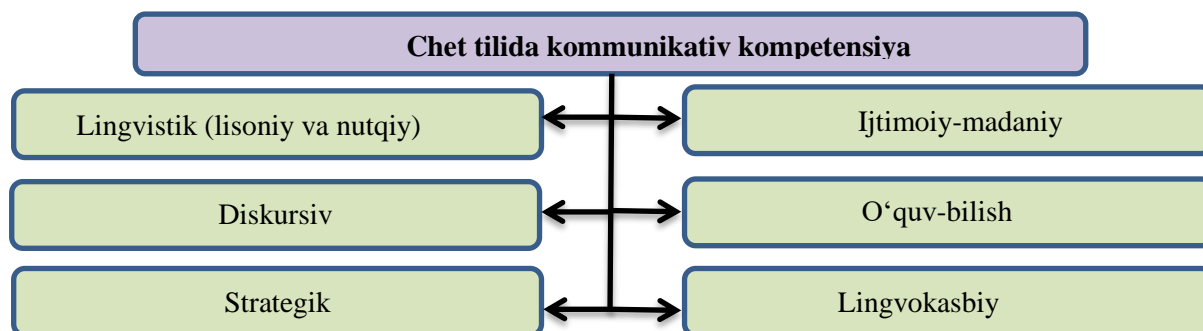 Chet tilida kommunikativ kompetensiya
Lingvistik (lisoniy va nutqiy)
Ijtimoiy-madaniy
Diskursiv
O‘quv-bilish
Strategik
Lingvokasbiy